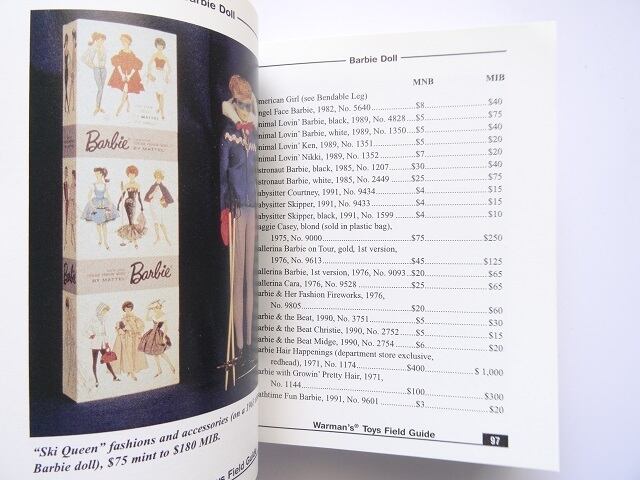 Barbie Doll
Barbie
BY MATTEL
Barbie
BY MATTEL
"Ski Queen" fashions and accessories (on a
Barbie doll), $75 mint to $180 MIB.
Toys Field Guide
Barbie Doll
MNB MIB
American Girl (see Bendable Leg)
Angel Face Barbie, 1982, No. 5640 $8 $40
Animal Lovin' Barbie, black, 1989, No. 4828 $5 $75
Animal Lovin' Barbie, white, 1989, No. 1350 $5 $40
Animal Lovin' Ken, 1989, No. 1351 $5 $20
Animal Lovin' Nikki, 1989, No. 1352 $7 $20
Astronaut Barbie, black, 1985, No. 1207 $30 $40
Astronaut Barbie, white, 1985, No. 2449 $25 $75
Babysitter Courtney, 1991, No. 9434 $4 $15
Babysitter Skipper, 1991, No. 9433 $4 $15
Babysitter Skipper, black, 1991, No. 1599 $4 $10
Baggie Casey, blond (sold in plastic bag),
1975, No. 9000 $75 $250
Ballerina Barbie on Tour, gold, 1st version,
1976, No. 9613 $45 $125
Ballerina Barbie, 1st version, 1976, No. 9093 $20 $65
Ballerina Cara, 1976, No. 9528 $25 $65
Barbie & Her Fashion Fireworks, 1976,
No. 9805 $20 $60
Barbie & the Beat, 1990, No. 3751 $5 $30
Barbie & the Beat Christie, 1990, No. 2752 $5 $15
Barbie & the Beat Midge, 1990, No. 2754 $6 $20
Barbie Hair Happenings (department store exclusive,
redhead), 1971, No. 1174 $400 $1,000
Barbie with Growin' Pretty Hair, 1971,
No. 1144 $100 $300
Bathtime Fun Barbie, 1991, No. 9601 $3 $20
Warman's® Toys Field Guide 97